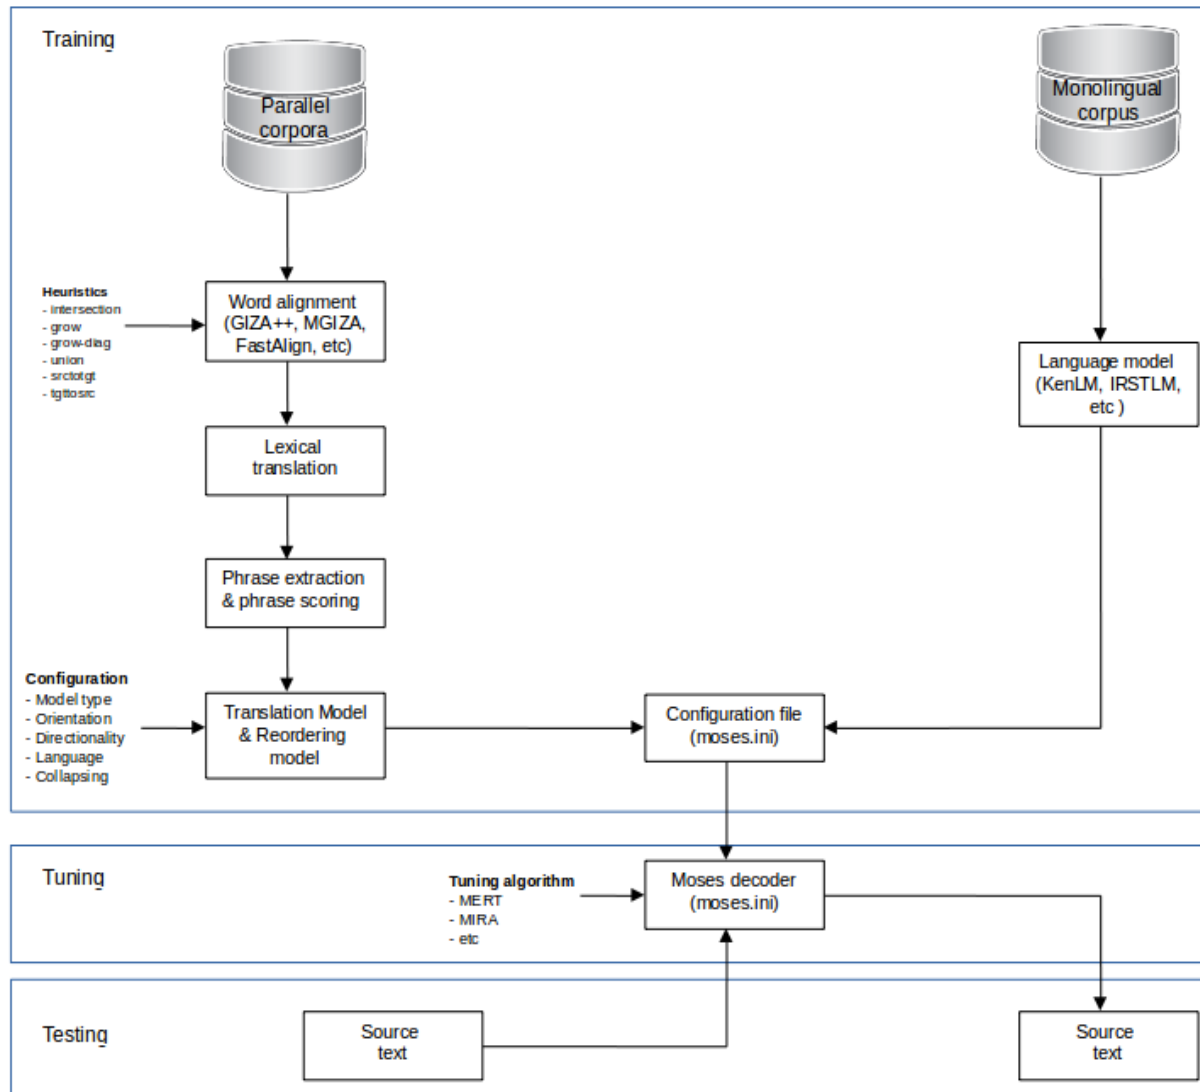 Training
Parallel
corpora
Monolingual
corpus
Heuristics
- intersection
- grow
- grow-diag
- union
- srctotgt
- tgttosrc
Word alignment
(GIZA++, MGIZA,
FastAlign, etc)
Language model
(KenLM, IRSTLM,
etc )
Lexical
translation
Phrase extraction
& phrase scoring
Configuration
- Model type
- Orientation
- Directionality
- Language
- Collapsing
Translation Model
& Reordering
model
Configuration file
(moses.ini)
Tuning
Tuning algorithm
- MERT
- MIRA
- etc
Moses decoder
(moses.ini)
Testing
Source
text
Source
text